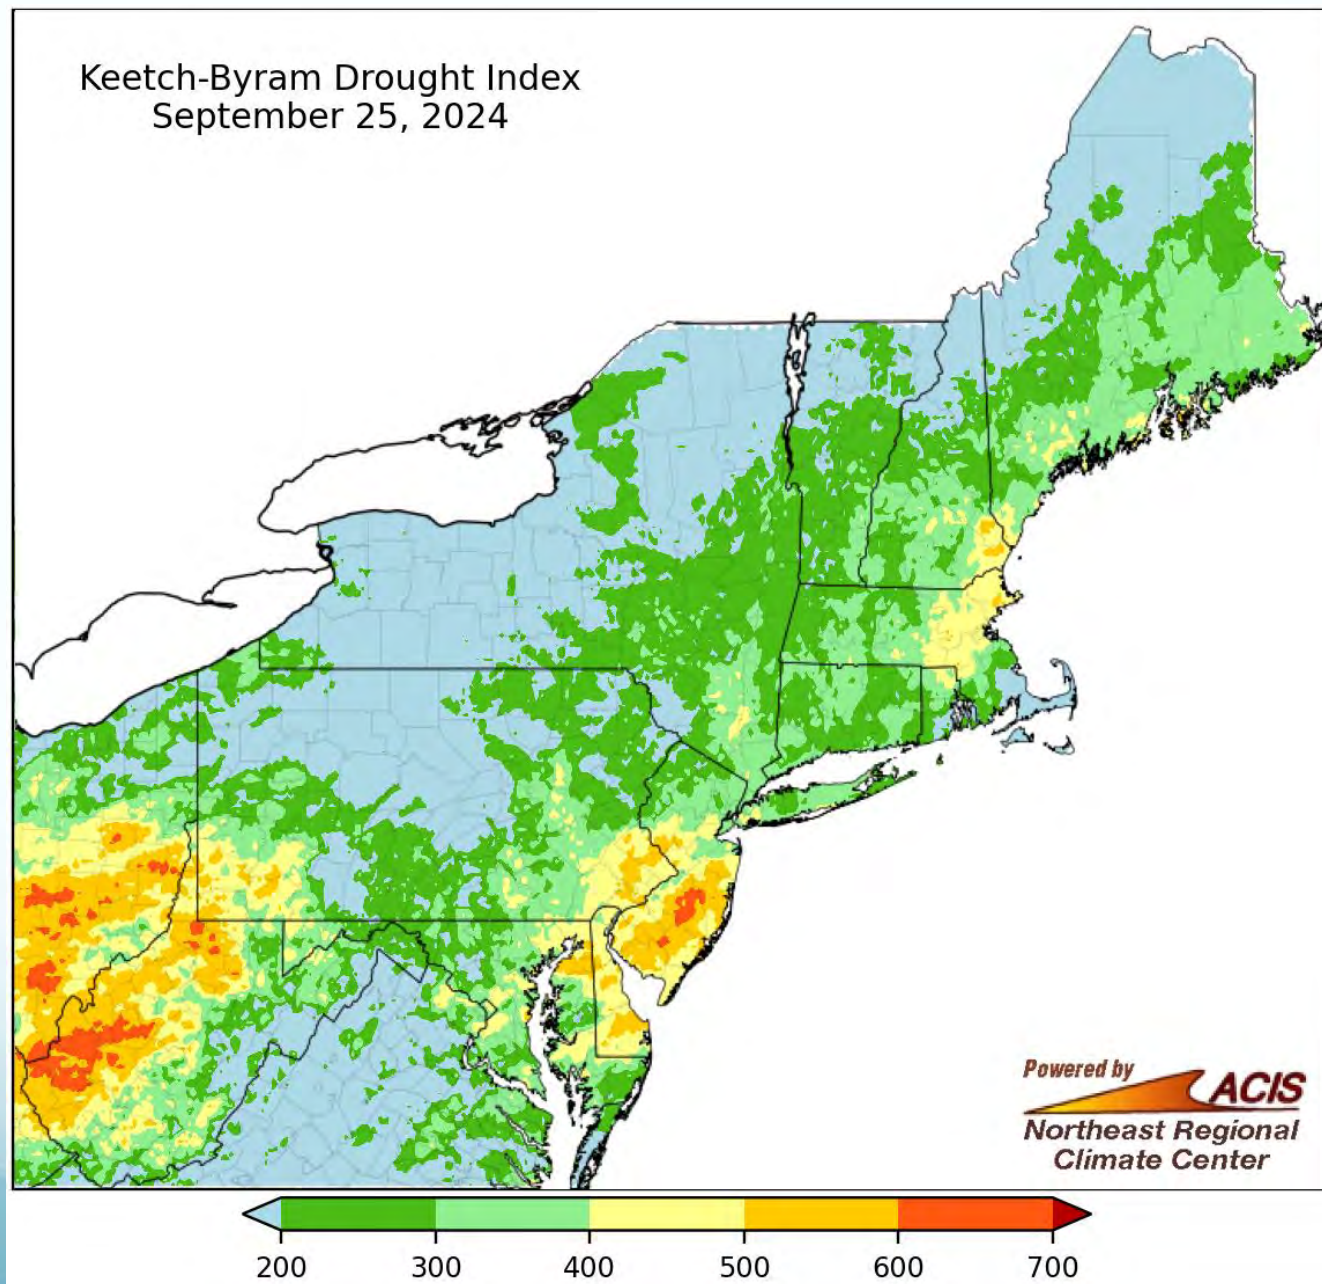 Keetch-Byram Drought Index
September 25, 2024
Powered by
ACIS
Northeast Regional
Climate Center
200 300 400 500 600 700